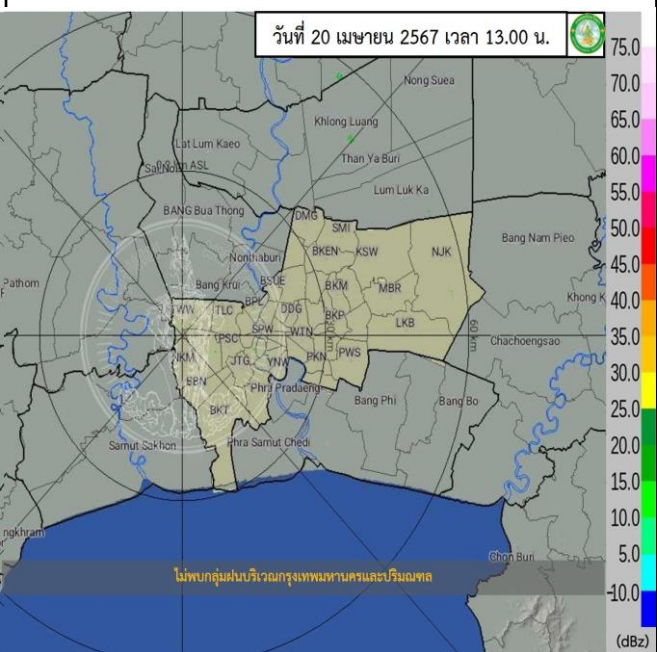 วันที่ 20 เมษายน 2567 เวลา 13.00 น.
75.0
Nong Suea
70.0
Khlong Luang
65.0
Lat Lum Kaeo
Than Ya Buri
60.0
Lum Luk Ka
55.0
BANG Bua Thong
DMG
50.0
SMI
Bang Nam Pieo
BKEN KSW NJK
45.0
Nonthaburi
Pathom
Bang Krui
BSUE
BKM
MBR
40.0
Khong K
BPL
TWW TLC DDG BKP
LKB
35.0
PSC SPW WTN
60 km
Chachoengsao
NKM JTG YNW PKN PWS
30.0
BBN
Phra Pradaeng
Bang Phi Bang Bo
25.0
BKT
20.0
Samut Sakhon
Phra Samut Chedi
15.0
10.0
ngkhram
Chon Buri
5.0
ไม่พบกลุ่มฝนบริเวณกรุงเทพมหานครและปริมณฑล
-10.0
(dBz)